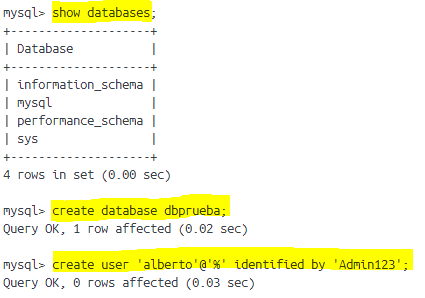 mysql> show databases;
+--------------------+
| Database           |
+--------------------+
| information_schema |
| mysql              |
| performance_schema |
| sys                |
+--------------------+
4 rows in set (0.00 sec)
mysql> create database dbprueba;
Query OK, 1 row affected (0.02 sec)
mysql> create user 'alberto'@'%' identified by 'Admin123';
Query OK, 0 rows affected (0.03 sec)